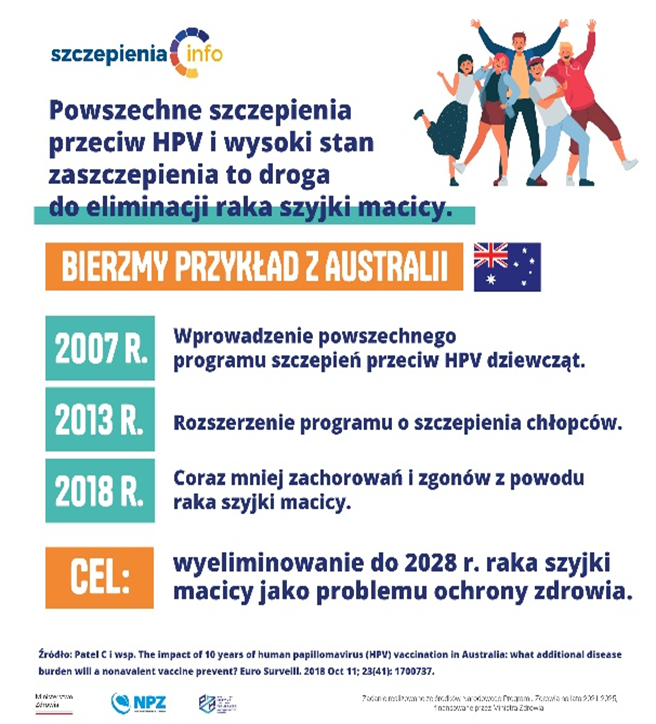 szczepienia info
Powszechne szczepienia
przeciw HPV i wysoki stan
zaszczepienia to droga
do eliminacji raka szyjki macicy.
BIERZMY PRZYKŁAD Z AUSTRALII
2007 R.
Wprowadzenie powszechnego
programu szczepień przeciw HPV dziewcząt.
2013 R.
Rozszerzenie programu o szczepienia chłopców.
2018 R.
Coraz mniej zachorowań i zgonów z powodu
raka szyjki macicy.
CEL:
wyeliminowanie do 2028 r. raka szyjki
macicy jako problemu ochrony zdrowia.
Źródło: Patel C i wsp. The impact of 10 years of human papillomavirus (HPV) vaccination in Australia: what additional disease
burden will a nonavalent vaccine prevent? Euro Surveill. 2018 Oct 11; 23(41): 1700737.
Ministerstwo
Zdrowia
NPZ
Zadanie realizowane ze środków Narodowego Programu Zdrowia na lata 2021-2025,
finansowane przez Ministra Zdrowia